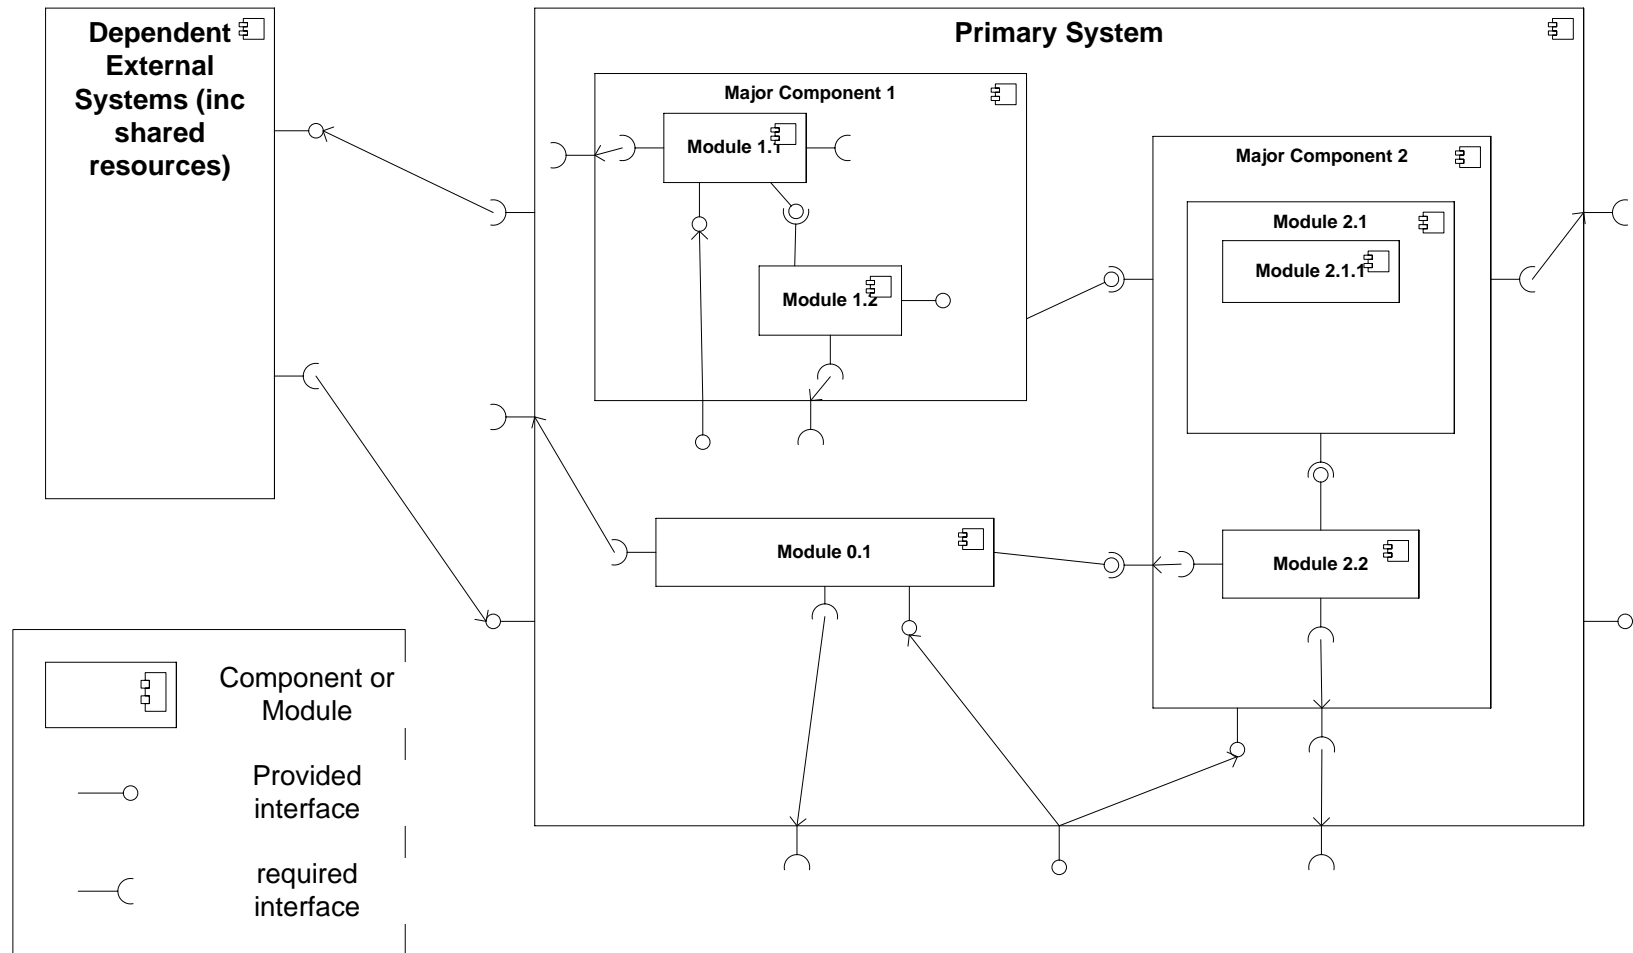 Dependent
External
Systems (inc
shared
resources)
Primary System
Major Component 1
Module 1.1
Major Component 2
Module 2.1
Module 2.1.1
Module 1.2
Module 0.1
Module 2.2
Component or
Module
Provided
interface
required
interface